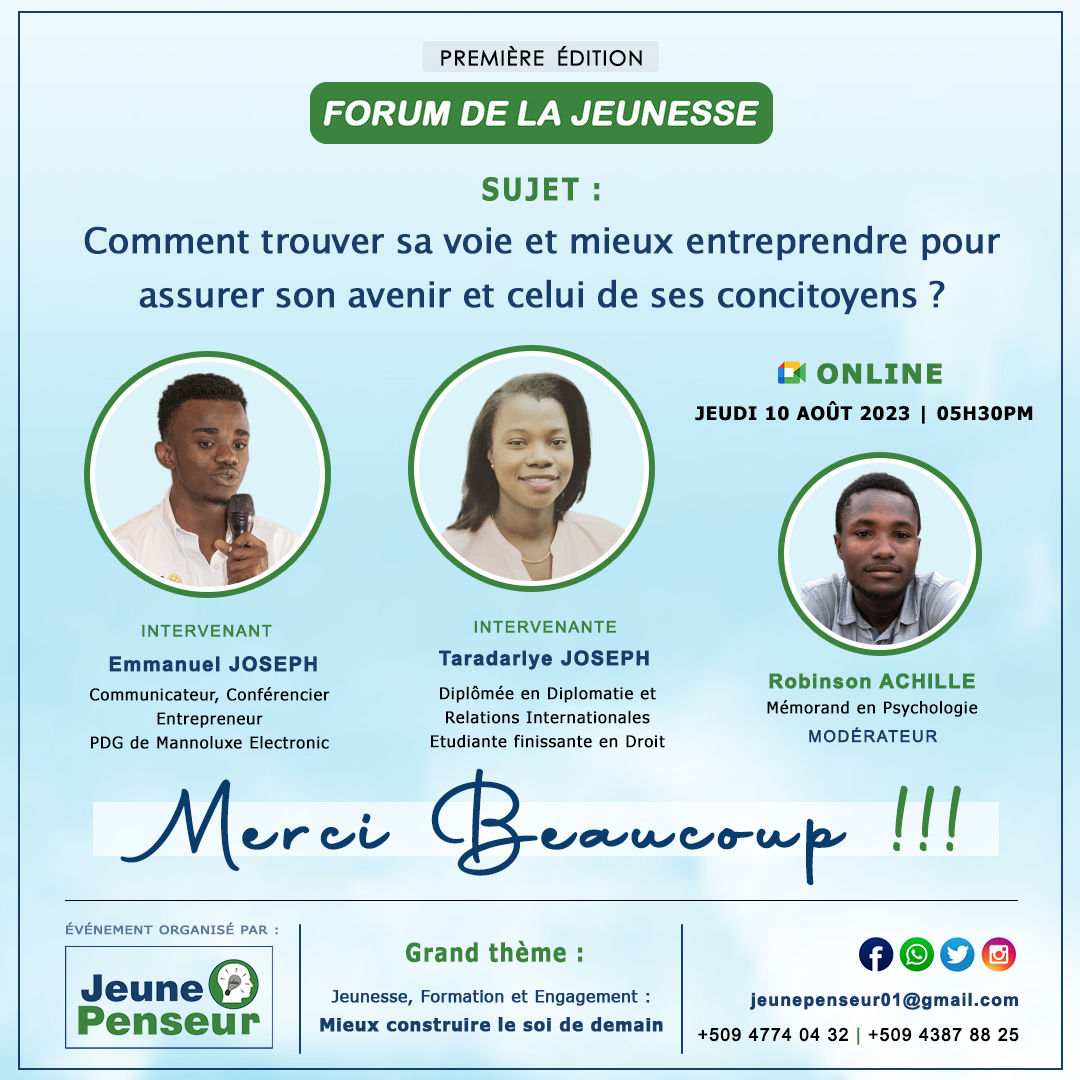 PREMIÈRE ÉDITION
FORUM DE LA JEUNESSE
SUJET :
Comment trouver sa voie et mieux entreprendre pour
assurer son avenir et celui de ses concitoyens ?
ONLINE
JEUDI 10 AOÛT 2023 | 05H30PM
INTERVENANT
Emmanuel JOSEPH
Communicateur, Conférencier
Entrepreneur
PDG de Mannoluxe Electronic
INTERVENANTE
Taradarlye JOSEPH
Diplômée en Diplomatie et
Relations Internationales
Etudiante finissante en Droit
Robinson ACHILLE
Mémorand en Psychologie
MODÉRATEUR
Merci Beaucoup !!!
ÉVÉNEMENT ORGANISÉ PAR :
Jeune
Penseur
Grand thème :
Jeunesse, Formation et Engagement :
Mieux construire le soi de demain
jeunepenseur01@gmail.com
+509 4774 04 32 | +509 4387 88 25